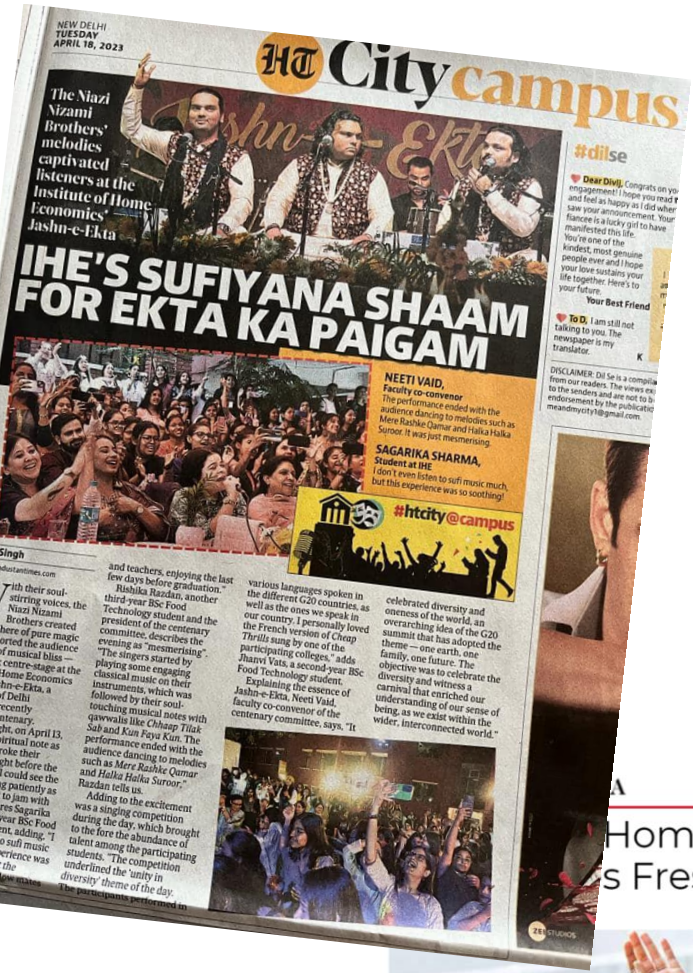 NEW DELHI
TUESDAY
APRIL 18, 2023
HT City campus
The Niazi
Nizami
Brothers'
melodies
captivated
listeners at the
Institute of Home
Economics'
Jashn-e-Ekta
Jashn-e-Ekta
IHE'S SUFIYANA SHAAM
FOR EKTA KA PAIGAM
NEETI VAID,
Faculty co-convenor
The performance ended with the
audience dancing to melodies such as
Mere Rashke Qamar and Halka Halka
Suroor. It was just mesmerising.
SAGARIKA SHARMA,
Student at IHE
I don't even listen to sufi music much,
but this experience was so soothing!
#htcity@campus
Singh
dustantimes.com
ith their soul-
stirring voices, the
Niazi Nizami
Brothers created
here of pure magic
orted the audience
of musical bliss —
centre-stage at the
Home Economics
hn-e-Ekta, a
of Delhi
recently
ntenary.
ght, on April 13,
piritual note as
roke their
ght before the
l could see the
g patiently as
to jam with
res Sagarika
year BSc Food
ent, adding, "I
o sufi music
perience was
the
low mates
and teachers, enjoying the last
few days before graduation."
Rishika Razdan, another
third-year BSc Food
Technology student and the
president of the centenary
committee, describes the
evening as "mesmerising".
"The singers started by
playing some engaging
classical music on their
instruments, which was
followed by their soul-
touching musical notes with
qawwalis like Chhaap Tilak
Sab and Kun Faya Kun. The
performance ended with the
audience dancing to melodies
such as Mere Rashke Qamar
and Halka Halka Suroor,"
Razdan tells us.
Adding to the excitement
was a singing competition
during the day, which brought
to the fore the abundance of
talent among the participating
students. "The competition
underlined the 'unity in
diversity' theme of the day.
The participants performed in
various languages spoken in
the different G20 countries, as
well as the ones we speak in
our country. I personally loved
the French version of Cheap
Thrills sung by one of the
participating colleges," adds
Jhanvi Vats, a second-year BSc
Food Technology student.
Explaining the essence of
Jashn-e-Ekta, Neeti Vaid,
faculty co-convenor of the
centenary committee, says, "It
celebrated diversity and
oneness of the world, an
overarching idea of the G20
summit that has adopted the
theme — one earth, one
family, one future. The
objective was to celebrate the
diversity and witness a
carnival that enriched our
understanding of our sense of
being, as we exist within the
wider, interconnected world."
#dilse
Dear Divij, Congrats on yo
engagement! I hope you read t
and feel as happy as I did when
saw your announcement. Your
fiancee is a lucky girl to have
manifested this life.
You're one of the
kindest, most genuine
people ever and I hope
your love sustains your
life together. Here's to
your future.
Your Best Friend
To D, I am still not
talking to you. The
newspaper is my
translator.
K
DISCLAIMER: Dil Se is a compila
from our readers. The views ex
to the senders and are not to b
endorsement by the publicatio
meandmycity1@gmail.com.
ZEE STUDIOS
A
Hom
s Fres